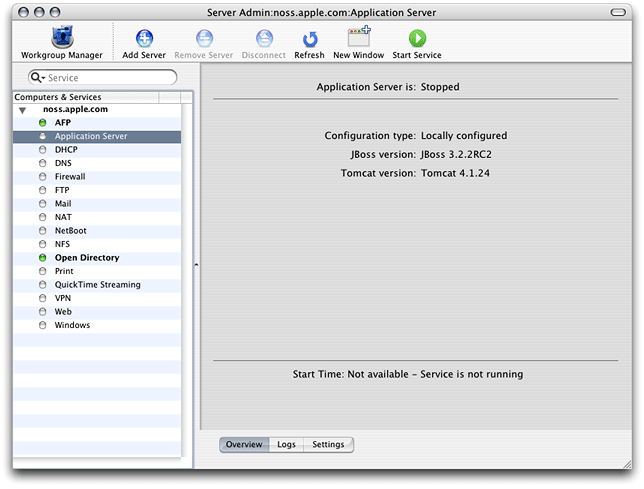 Server Admin:noss.apple.com:Application Server
Workgroup Manager
Add Server
Remove Server
Disconnect
Refresh
New Window
Start Service
Service
Computers & Services
noss.apple.com
AFP
Application Server
DHCP
DNS
Firewall
FTP
Mail
NAT
NetBoot
NFS
Open Directory
Print
QuickTime Streaming
VPN
Web
Windows
Application Server is: Stopped
Configuration type: Locally configured
JBoss version: JBoss 3.2.2RC2
Tomcat version: Tomcat 4.1.24
Start Time: Not available – Service is not running
Overview
Logs
Settings